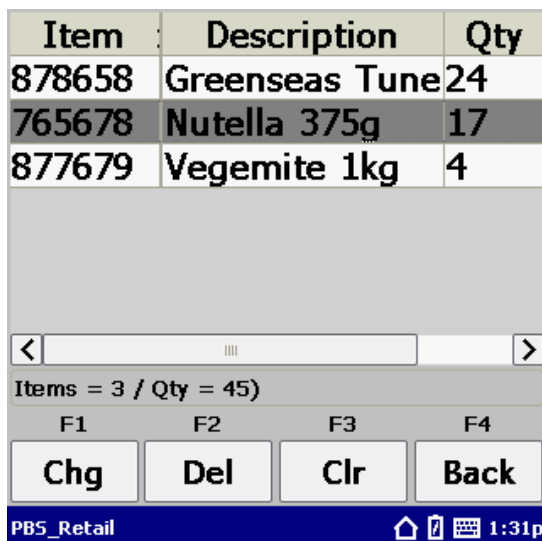 Item : Description Qty
878658 Greenseas Tune 24
765678 Nutella 375g 17
877679 Vegemite 1kg 4
Items = 3 / Qty = 45)
F1 F2 F3 F4
Chg Del Clr Back
PBS_Retail 1:31p